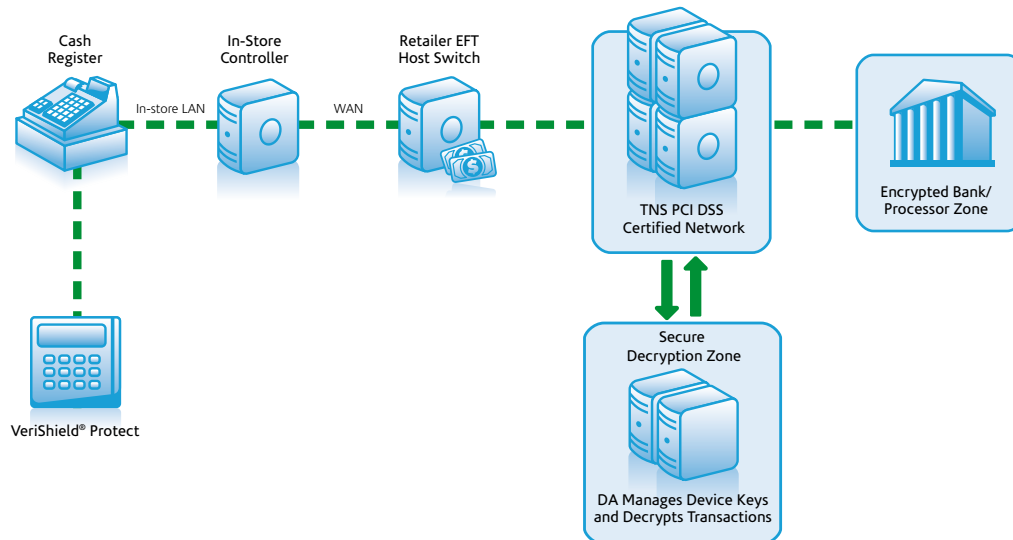 Cash
Register
In-Store
Controller
Retailer EFT
Host Switch
In-store LAN
WAN
TNS PCI DSS
Certified Network
Encrypted Bank/
Processor Zone
VeriShield® Protect
Secure
Decryption Zone
DA Manages Device Keys
and Decrypts Transactions